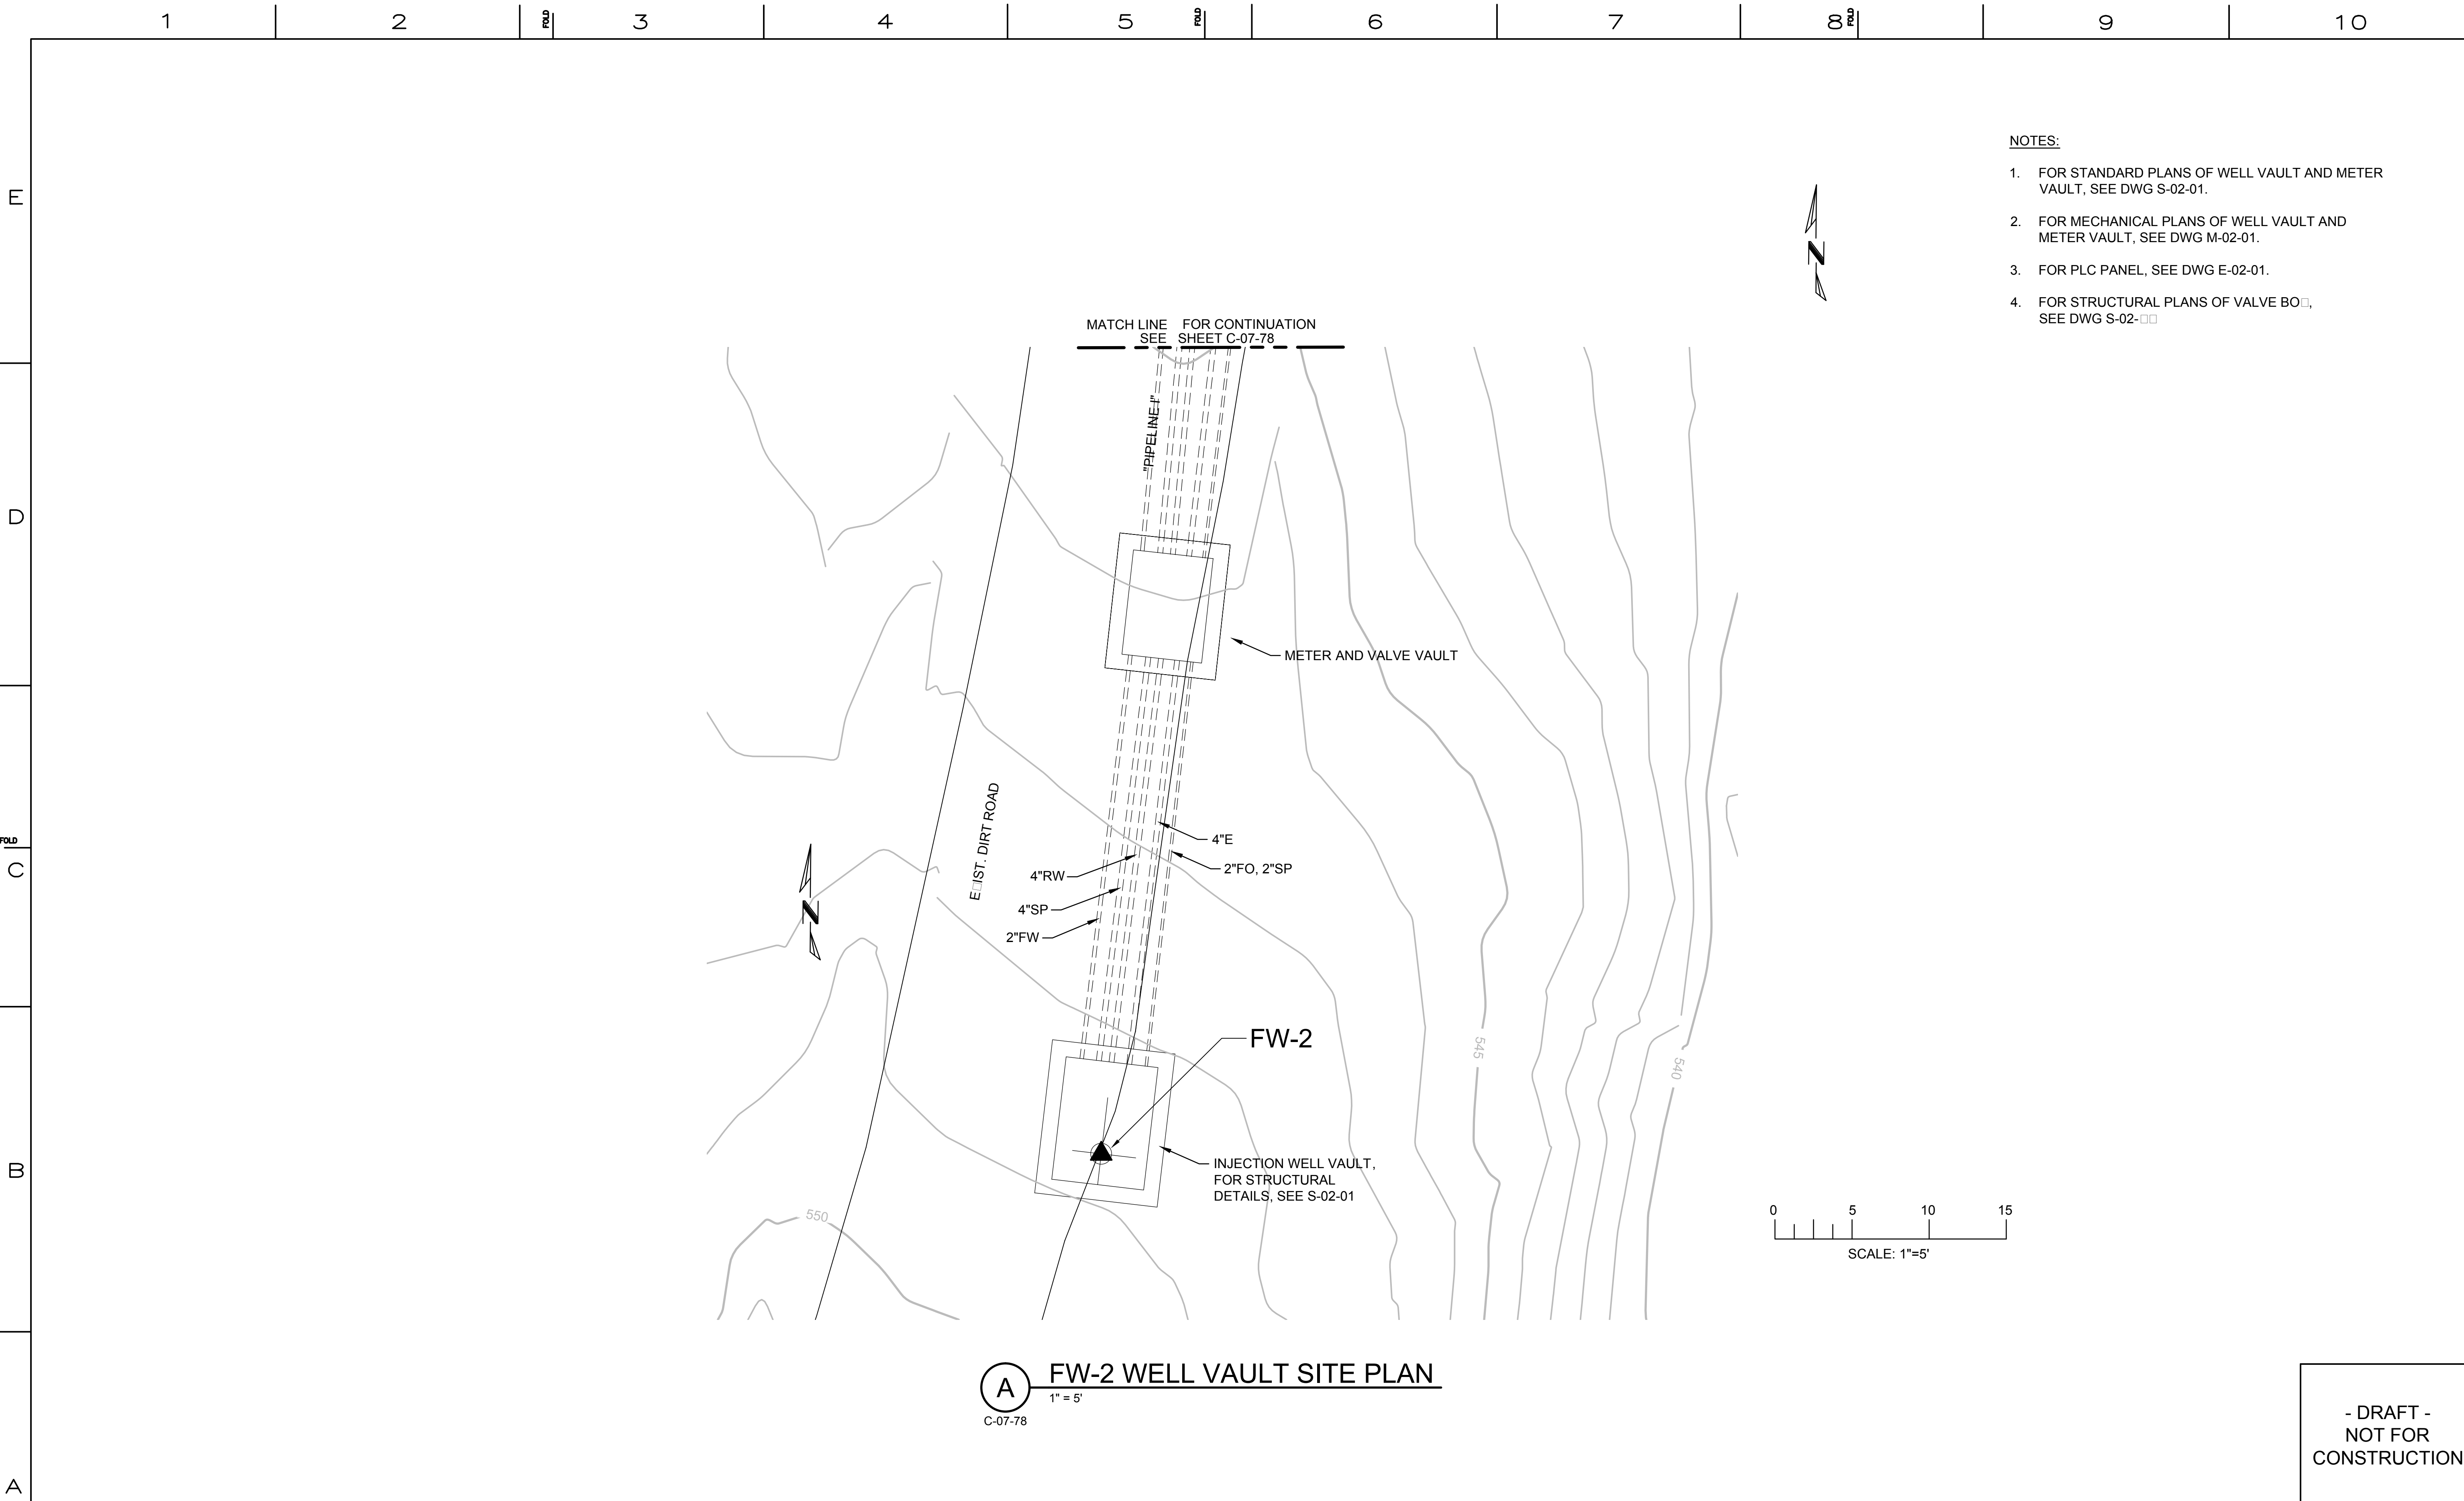 1 2 FOLD 3 4 5 FOLD 6 7 8 FOLD 9 10
NOTES:
1. FOR STANDARD PLANS OF WELL VAULT AND METER
VAULT, SEE DWG S-02-01.
2. FOR MECHANICAL PLANS OF WELL VAULT AND
METER VAULT, SEE DWG M-02-01.
3. FOR PLC PANEL, SEE DWG E-02-01.
4. FOR STRUCTURAL PLANS OF VALVE BO□,
SEE DWG S-02-□□
E
N
MATCH LINE FOR CONTINUATION
SEE SHEET C-07-78
"PIPELINE I"
D
METER AND VALVE VAULT
E□IST. DIRT ROAD
FOLD
C
4"E
2"FO, 2"SP
4"RW
4"SP
2"FW
N
FW-2
545
540
B
INJECTION WELL VAULT,
FOR STRUCTURAL
DETAILS, SEE S-02-01
550
0 5 10 15
SCALE: 1"=5'
A FW-2 WELL VAULT SITE PLAN
1" = 5'
C-07-78
- DRAFT -
NOT FOR
CONSTRUCTION
A